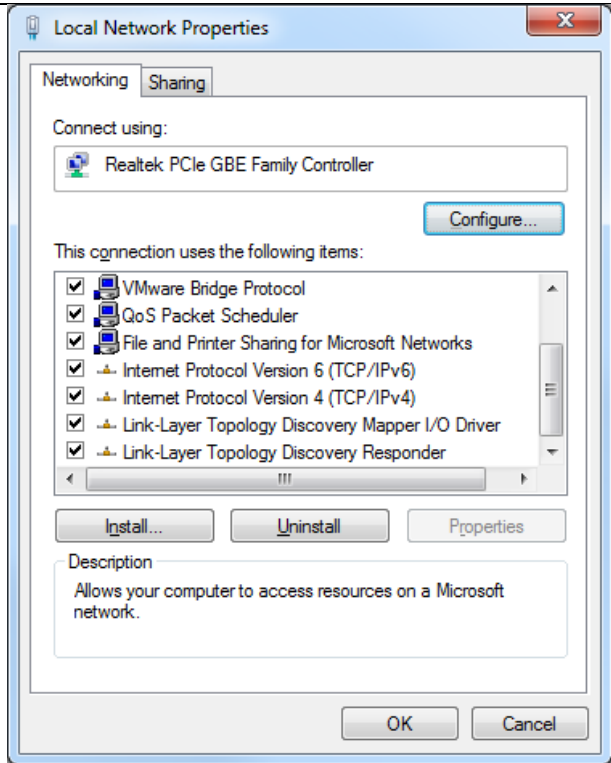 Local Network Properties
Networking
Sharing
Connect using:
Realtek PCIe GBE Family Controller
Configure...
This connection uses the following items:
VMware Bridge Protocol
QoS Packet Scheduler
File and Printer Sharing for Microsoft Networks
Internet Protocol Version 6 (TCP/IPv6)
Internet Protocol Version 4 (TCP/IPv4)
Link-Layer Topology Discovery Mapper I/O Driver
Link-Layer Topology Discovery Responder
Install...
Uninstall
Properties
Description
Allows your computer to access resources on a Microsoft
network.
OK
Cancel